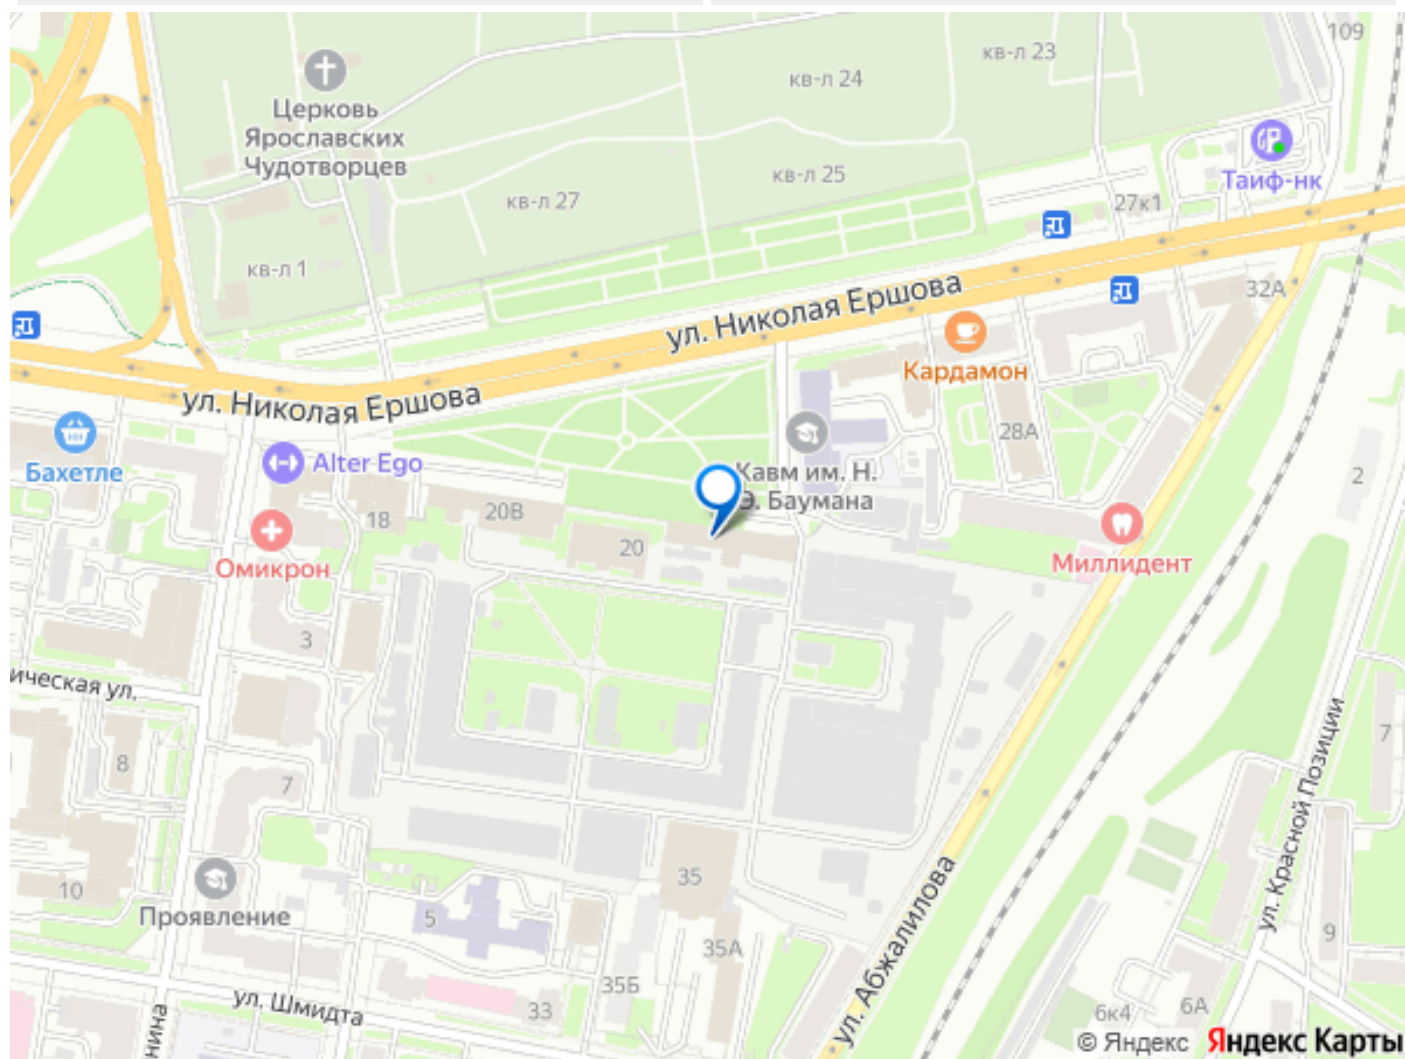 109
кв-л 23
кв-л 24
Церковь
Ярославских
Чудотворцев
кв-л 25
Таиф-нк
кв-л 27
27к1
кв-л 1
32А
ул. Николая Ершова
Кардамон
ул. Николая Ершова
28А
Бахетле
Alter Ego
Кавм им. Н.
Э. Баумана
2
18
20В
20
Омикрон
Миллидент
3
ическая ул.
8
7
7
ул. Красной Позиции
10
Проявление
5
35
35А
35Б
9
ул. Абжалилова
ул. Шмидта
33
нина
6к4
6А
© Яндекс Яндекс Карты